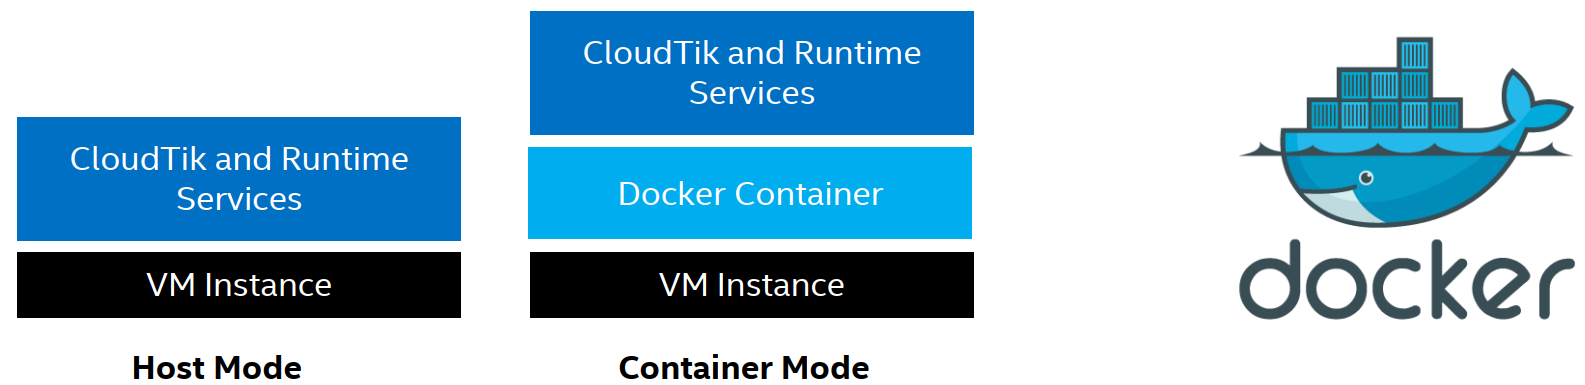 CloudTik and Runtime
Services
VM Instance
Host Mode
CloudTik and Runtime
Services
Docker Container
VM Instance
Container Mode
docker